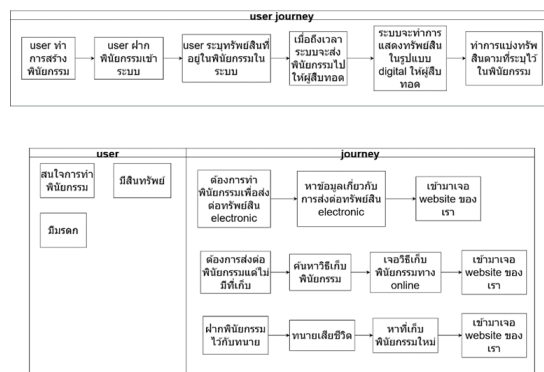 user journey
user ทำ
การสร้าง
พินัยกรรม
user ฝาก
พินัยกรรมเข้า
ระบบ
user ระบุทรัพย์สินที่
อยู่ในพินัยกรรมใน
ระบบ
เมื่อถึงเวลา
ระบบจะส่ง
พินัยกรรมไป
ให้ผู้สืบทอด
ระบบจะทำการ
แสดงทรัพย์สิน
ในรูปแบบ
digital ให้ผู้สืบ
ทอด
ทำการแบ่งทรัพ
สินตามที่ระบุไว้
ในพินัยกรรม
user
journey
สนใจการทำ
พินัยกรรม
มีสินทรัพย์
มีมรดก
ต้องการทำ
พินัยกรรมเพื่อส่ง
ต่อทรัพย์สิน
electronic
หาข้อมูลเกี่ยวกับ
การส่งต่อทรัพย์สิน
electronic
เข้ามาเจอ
website ของ
เรา
ต้องการส่งต่อ
พินัยกรรมแต่ไม่
มีที่เก็บ
ค้นหาวิธีเก็บ
พินัยกรรม
เจอวิธีเก็บ
พินัยกรรมทาง
online
เข้ามาเจอ
website ของ
เรา
ฝากพินัยกรรม
ไว้กับทนาย
ทนายเสียชีวิต
หาที่เก็บ
พินัยกรรมใหม่
เข้ามาเจอ
website ของ
เรา